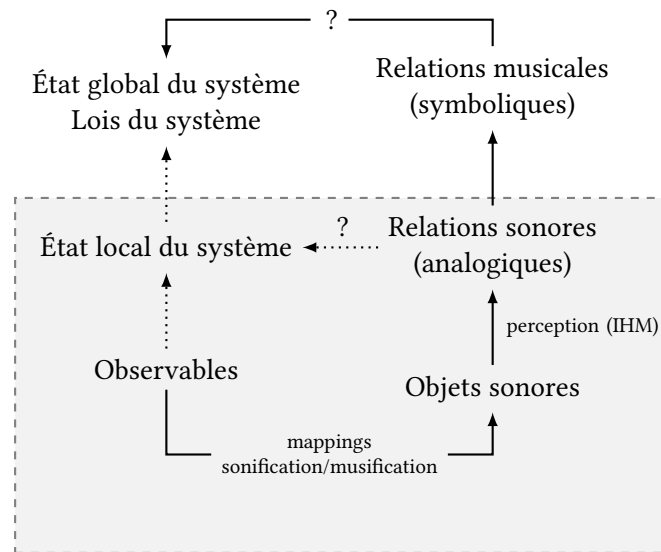 ?
État global du système
Lois du système
Relations musicales
(symboliques)
État local du système
?
Relations sonores
(analogiques)
perception (IHM)
Observables
Objets sonores
mappings
sonification/musification